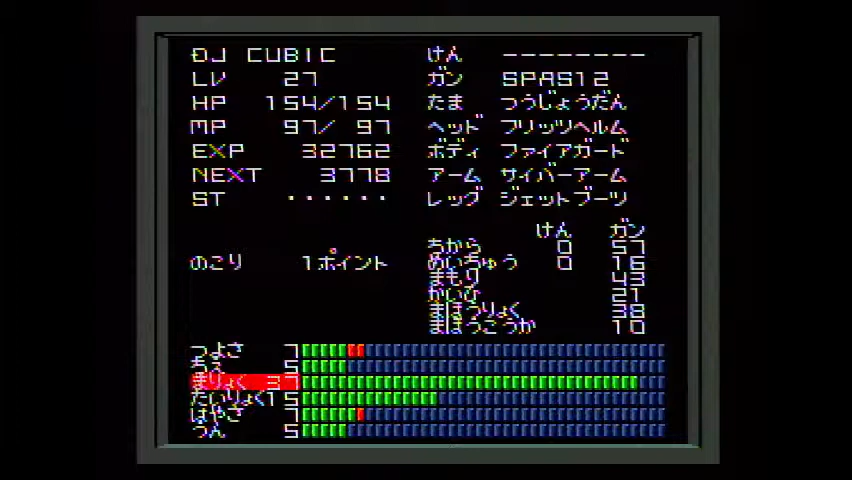 DJ CUBIC けん --------
LV 27 ガン SPAS12
HP 154/154 たま つうじょうだん
MP 97/ 97 ヘッド フリッツヘルム
EXP 32762 ボディ ファイアガード
NEXT 3778 アーム サイバーアーム
ST ・・・・・・ レッグ ジェットブーツ
けん ガン
ちから 0 57
のこり 1ポイント めいちゅう 0 16
まもり 43
かいひ 21
まほうりょく 38
まほうこうか 10
つよさ 7
ちえ 5
まりょく 37
たいりょく15
はやさ 7
うん 5